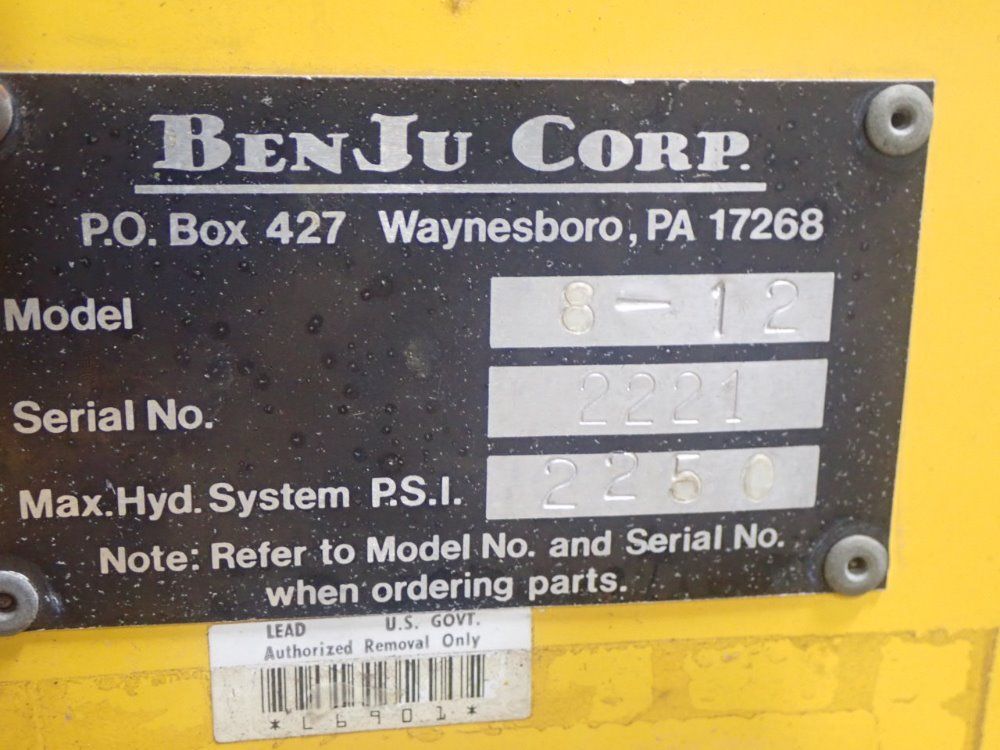 BENJU CORP.
P.O. Box 427 Waynesboro, PA 17268
Model 8-12
Serial No. 2221
Max. Hyd. System P.S.I. 2250
Note: Refer to Model No. and Serial No.
when ordering parts.
LEAD U.S. GOVT.
Authorized Removal Only
*L6901*